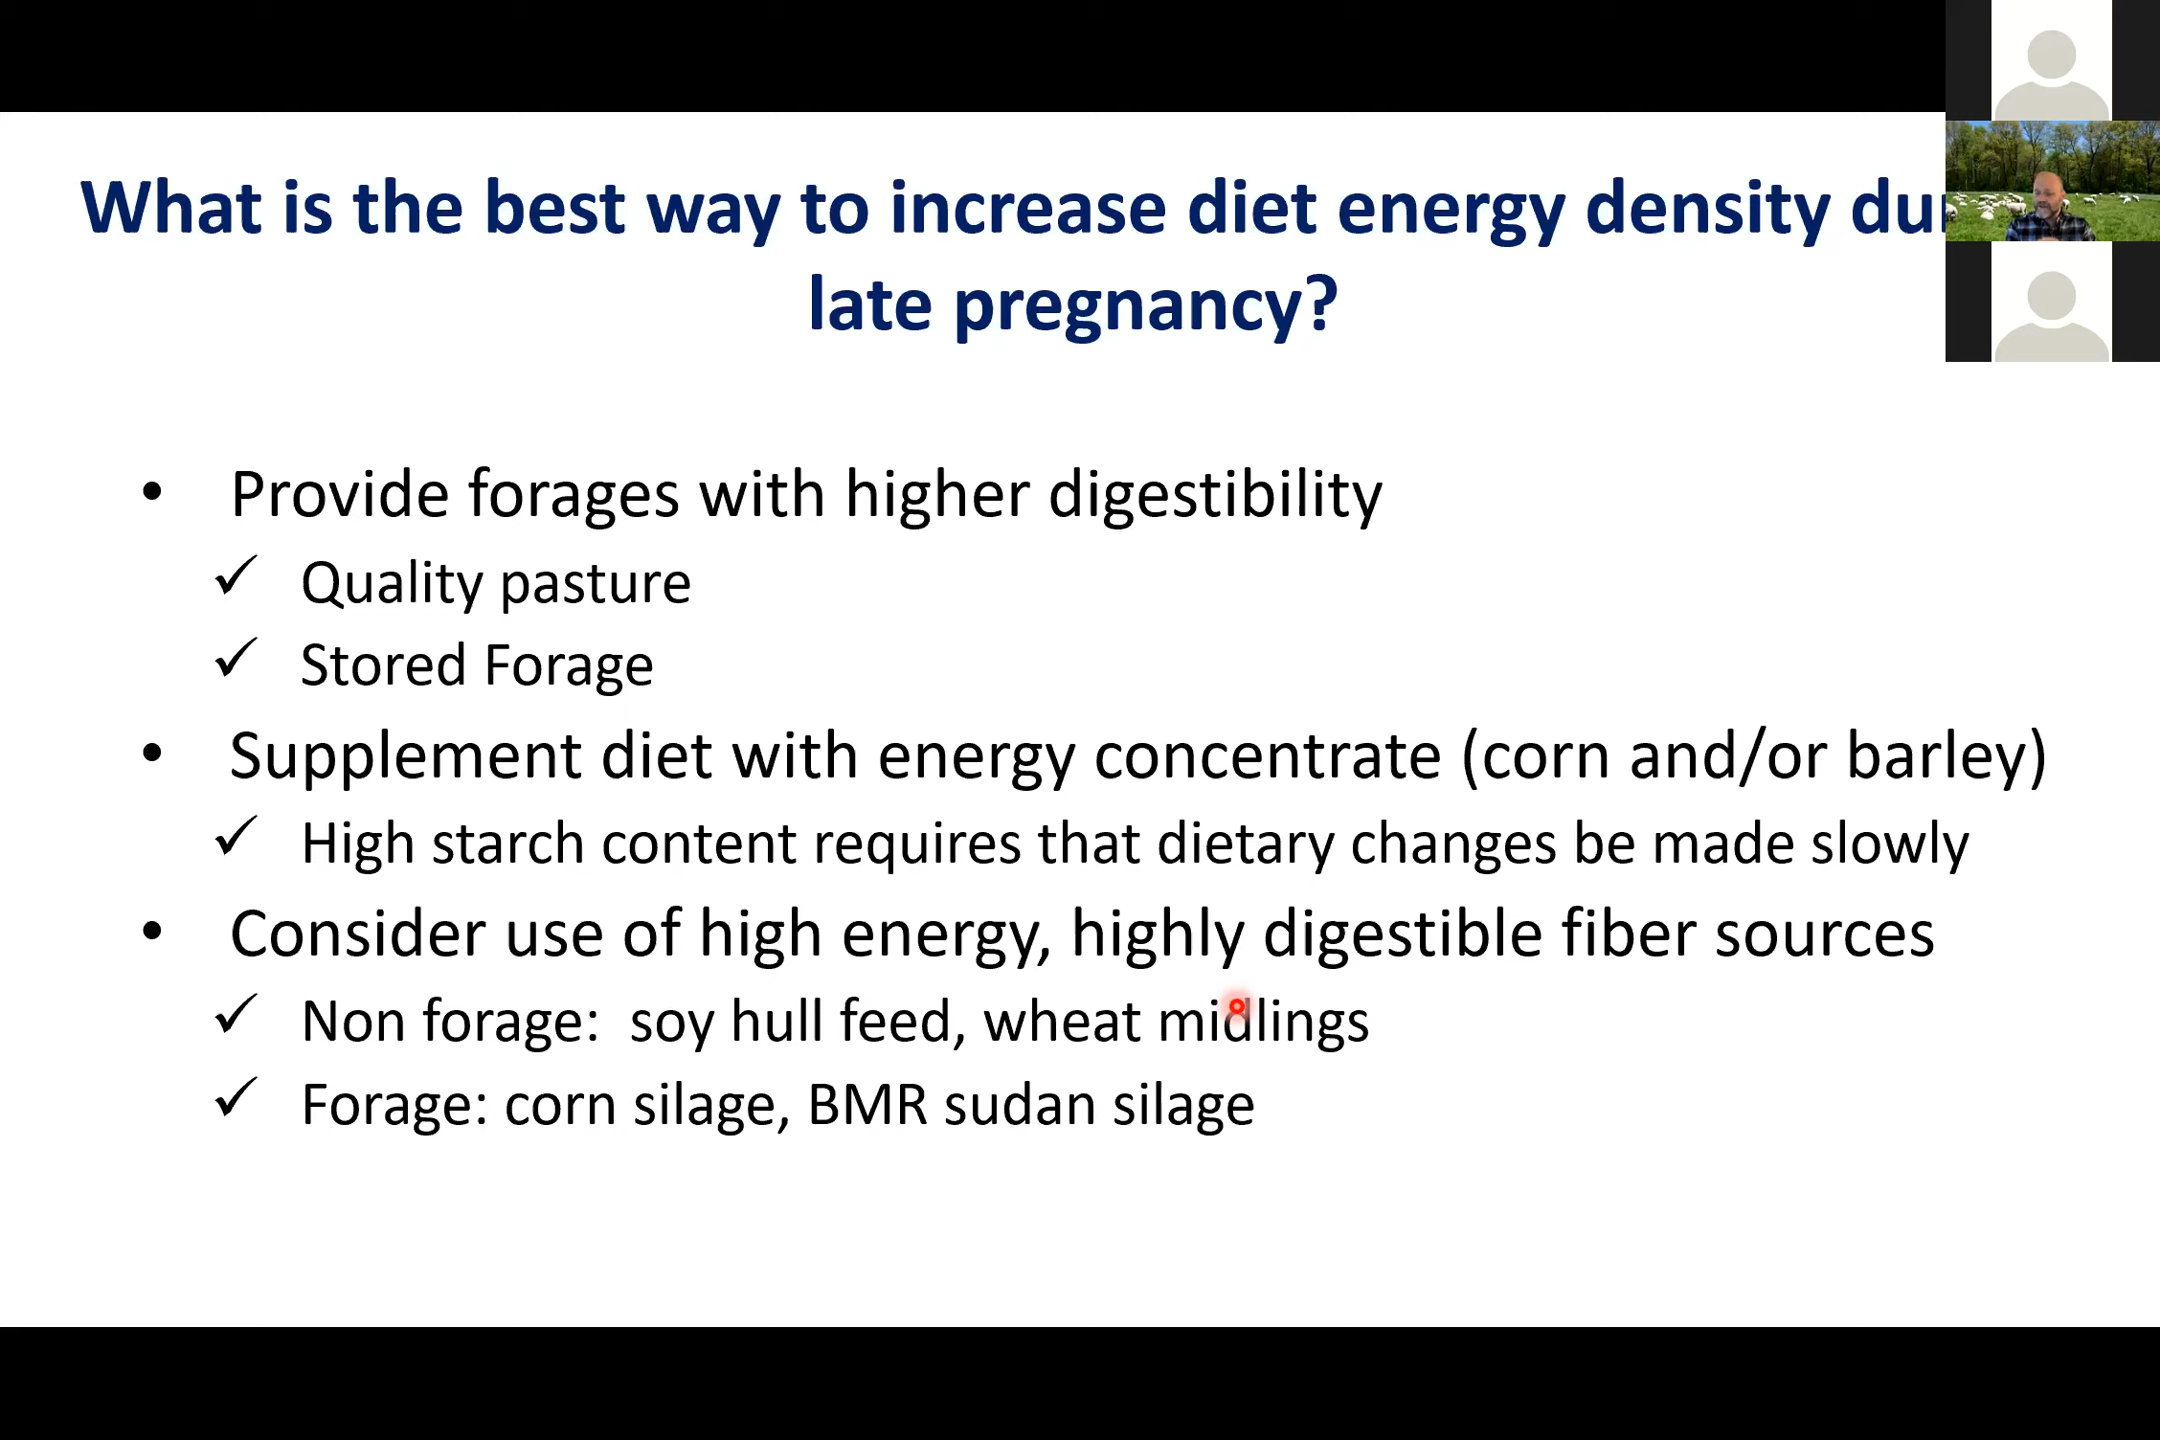 What is the best way to increase diet energy density du
late pregnancy?
• Provide forages with higher digestibility
✓ Quality pasture
✓ Stored Forage
• Supplement diet with energy concentrate (corn and/or barley)
✓ High starch content requires that dietary changes be made slowly
• Consider use of high energy, highly digestible fiber sources
✓ Non forage: soy hull feed, wheat midlings
✓ Forage: corn silage, BMR sudan silage